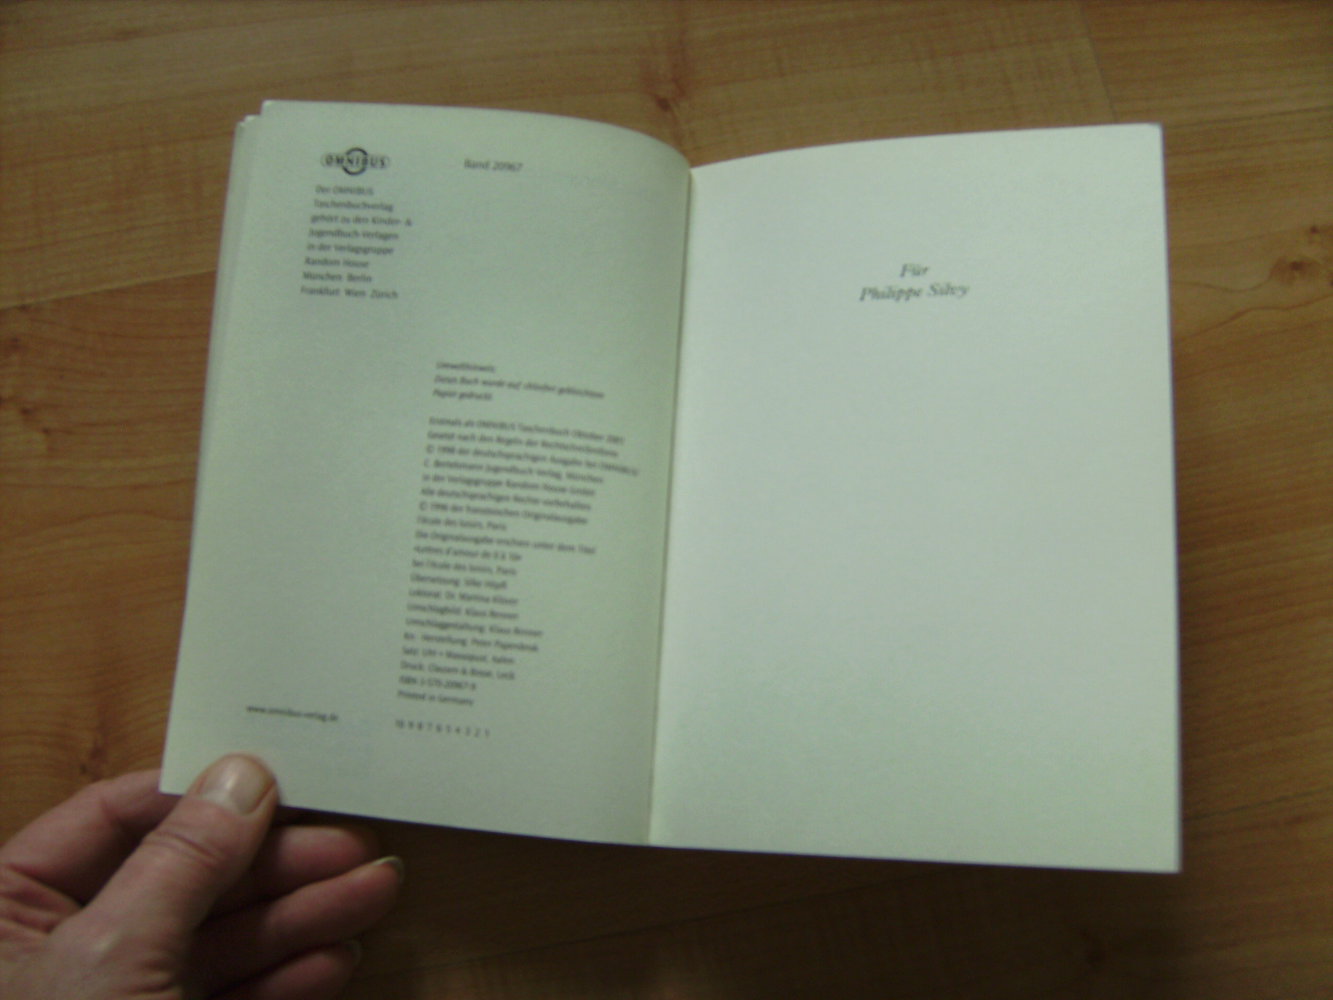 OMNIBUS
Band 20967
Der OMNIBUS
Taschenbuchverlag
gehört zu den Kinder- &
Jugendbuch-Verlagen
in der Verlagsgruppe
Random House
München Berlin
Frankfurt Wien Zürich
Umwelthinweis:
Dieses Buch wurde auf chlorfrei gebleichtem
Papier gedruckt.
Erstmals als OMNIBUS Taschenbuch Oktober 2001
Gesetzt nach den Regeln der Rechtschreibreform
© 1998 der deutschsprachigen Ausgabe bei OMNIBUS/
C. Bertelsmann Jugendbuch Verlag, München
in der Verlagsgruppe Random House GmbH
Alle deutschsprachigen Rechte vorbehalten
© 1996 der französischen Originalausgabe
l'école des loisirs, Paris
Die Originalausgabe erschien unter dem Titel
»Lettres d'amour de 0 à 10«
bei l'école des loisirs, Paris
Übersetzung: Silke
Lektorat: Dr. Martina
Umschlagbild: Klaus Renner
Umschlaggestaltung: Klaus Renner
Herstellung: Peter Papenbrok
Satz: Uhl + Massopust, Aalen
Druck: Clausen & Bosse, Leck
ISBN 3-570-20967-9
Printed in Germany
www.omnibus-verlag.de
10 9 8 7 6 5 4 3 2 1
Für
Philippe Silvy